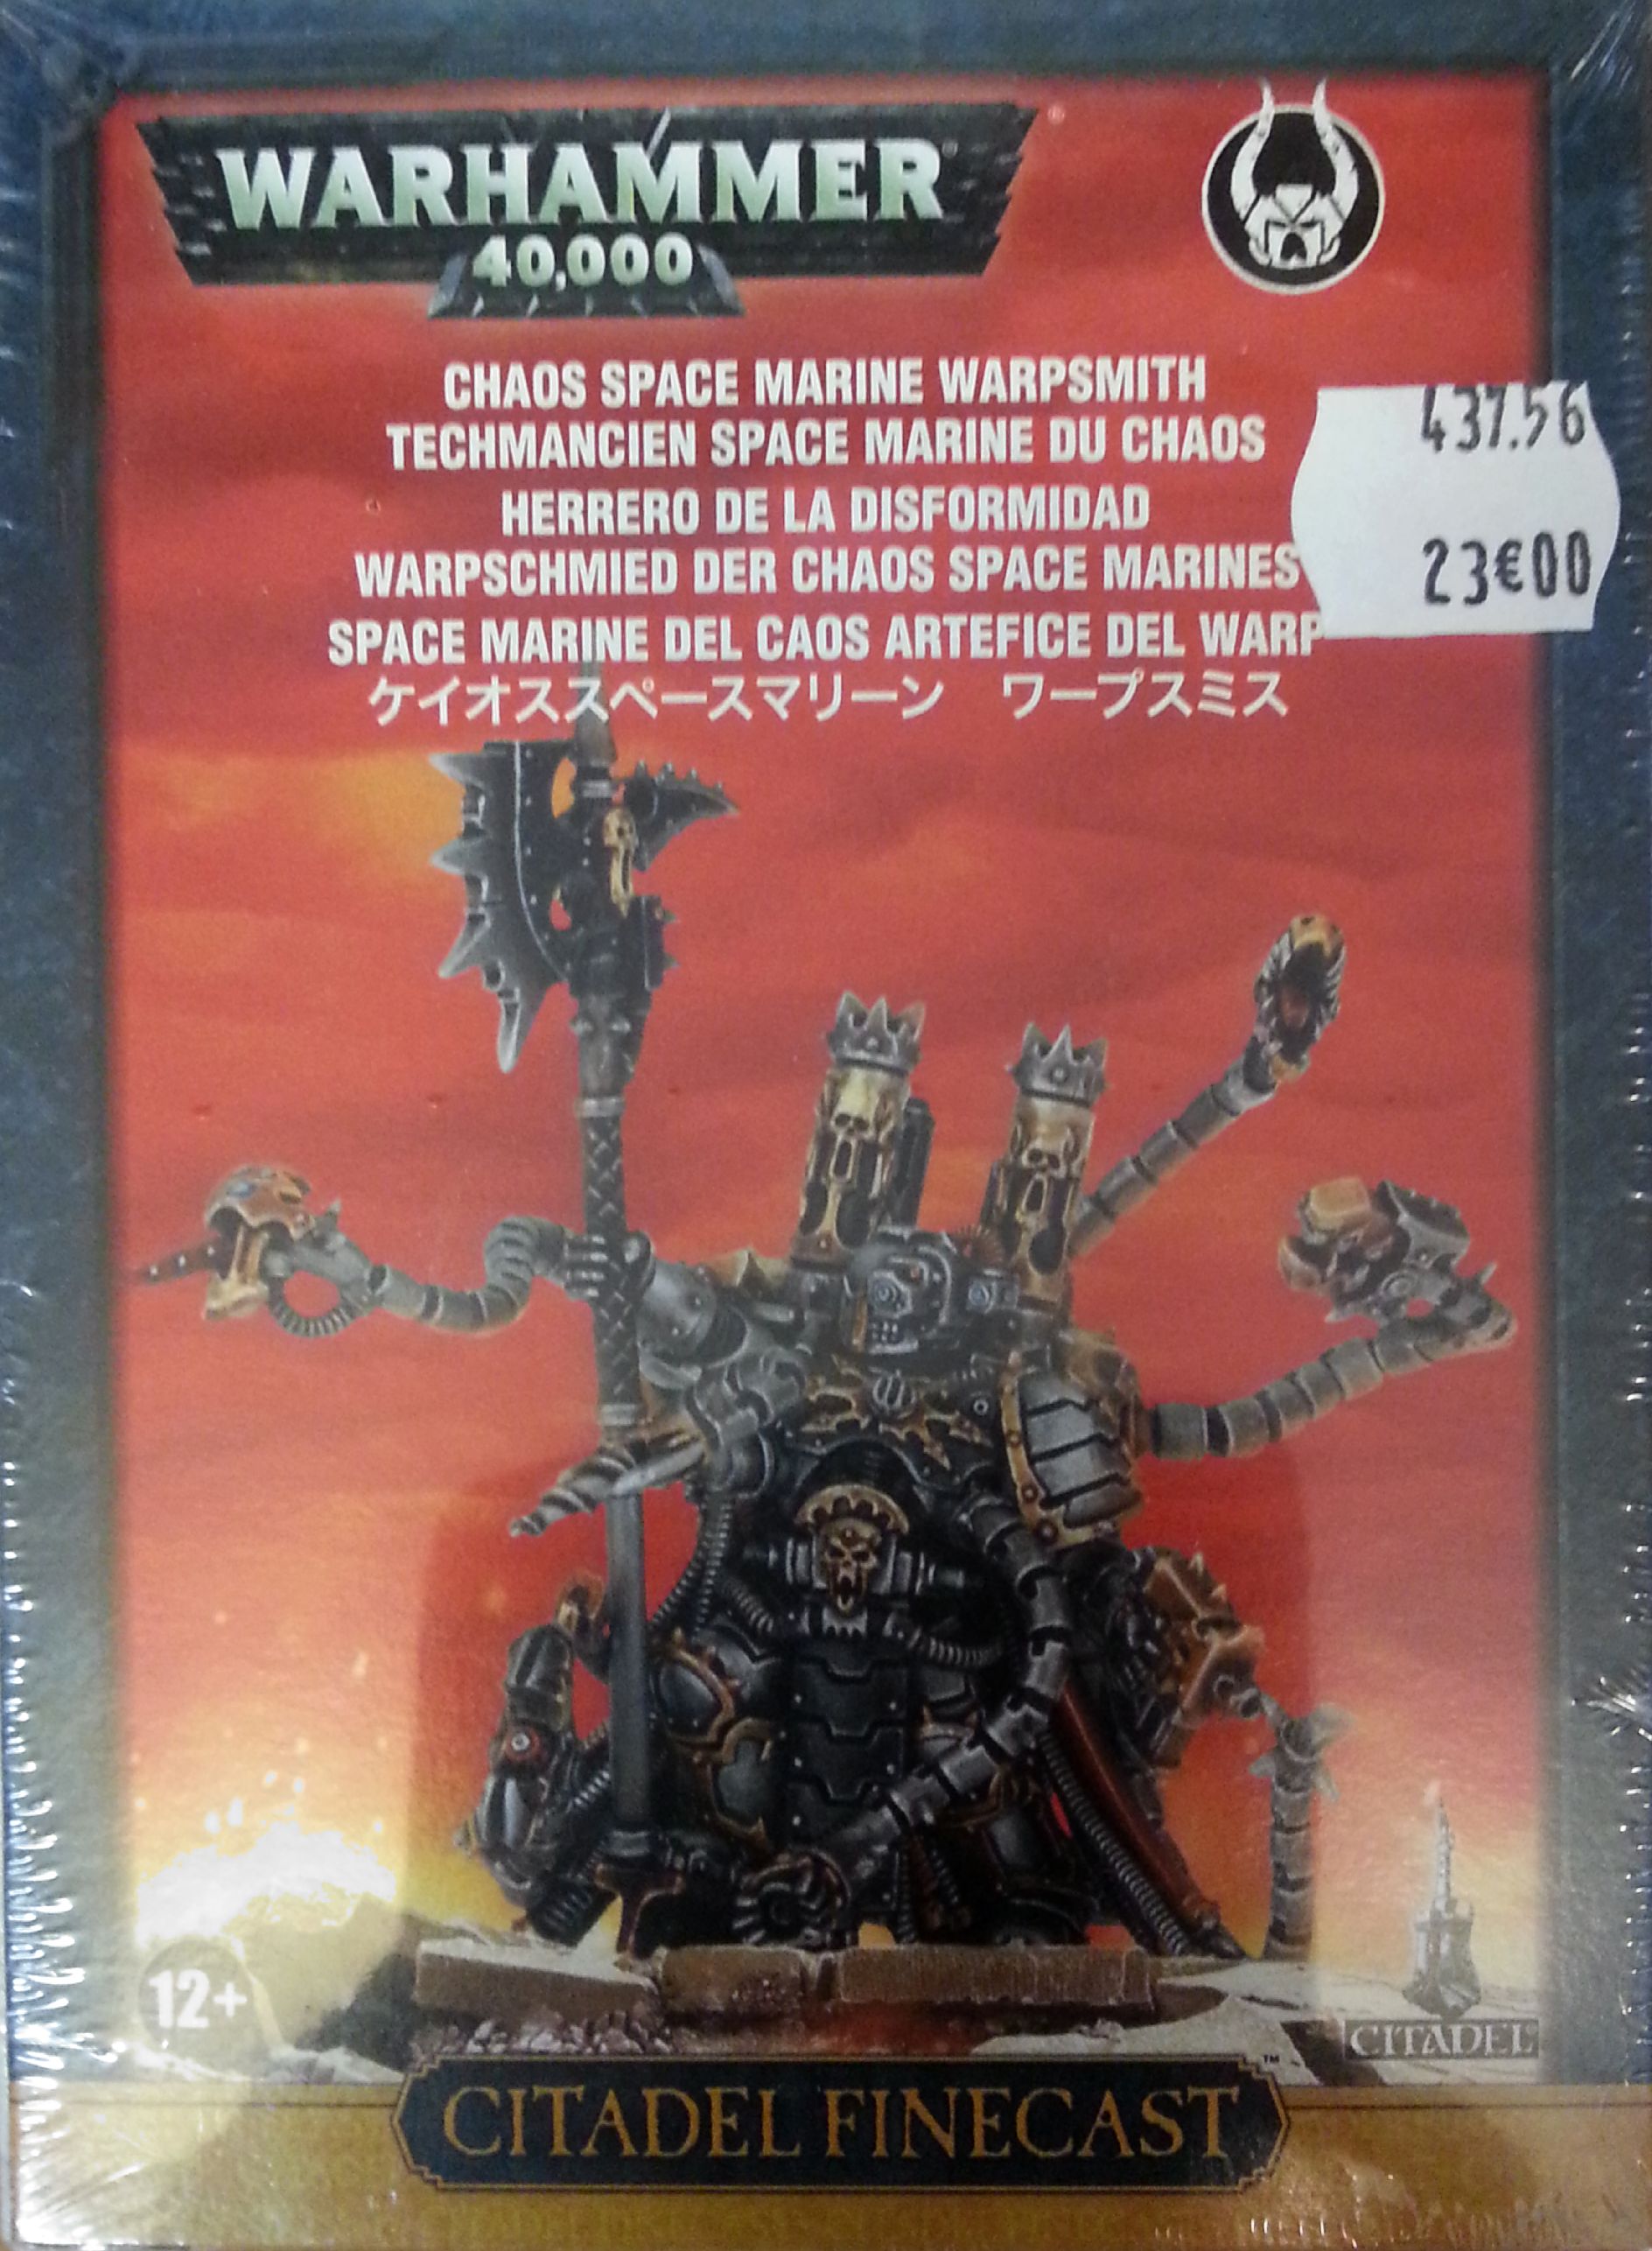 WARHAMMER
40,000
CHAOS SPACE MARINE WARPSMITH
TECHMANCIEN SPACE MARINE DU CHAOS
HERRERO DE LA DISFORMIDAD
WARPSCHMIED DER CHAOS SPACE MARINES
SPACE MARINE DEL CAOS ARTEFICE DEL WARP
ケイオススペースマリーン ワープスミス
437.56
23€00
12+
CITADEL
CITADEL FINECAST™